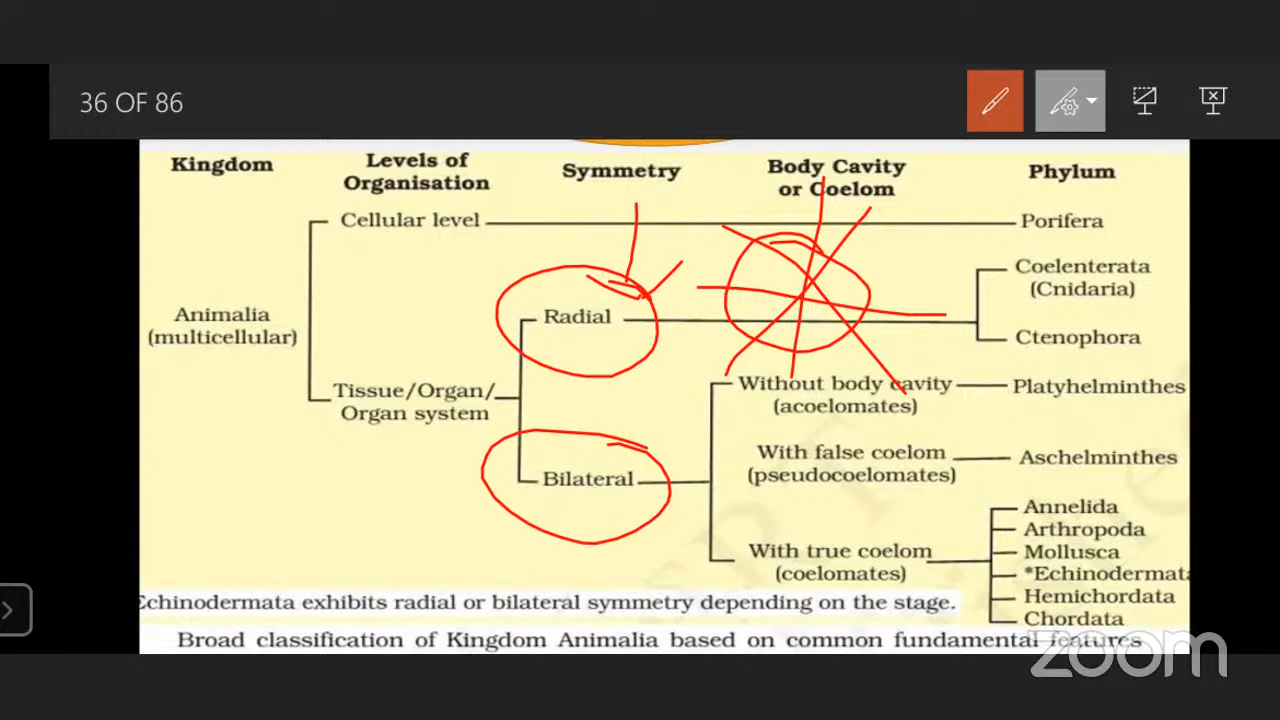 36 OF 86
Kingdom
Levels of
Organisation
Symmetry
Body Cavity
or Coelom
Phylum
Cellular level
Porifera
Animalia
(multicellular)
Radial
Coelenterata
(Cnidaria)
Ctenophora
Tissue/Organ/
Organ system
Without body cavity
(acoelomates)
Platyhelminthes
Bilateral
With false coelom
(pseudocoelomates)
Aschelminthes
With true coelom
(coelomates)
Annelida
Arthropoda
Mollusca
*Echinodermata
Hemichordata
Chordata
Echinodermata exhibits radial or bilateral symmetry depending on the stage.
Broad classification of Kingdom Animalia based on common fundamental features
zoom